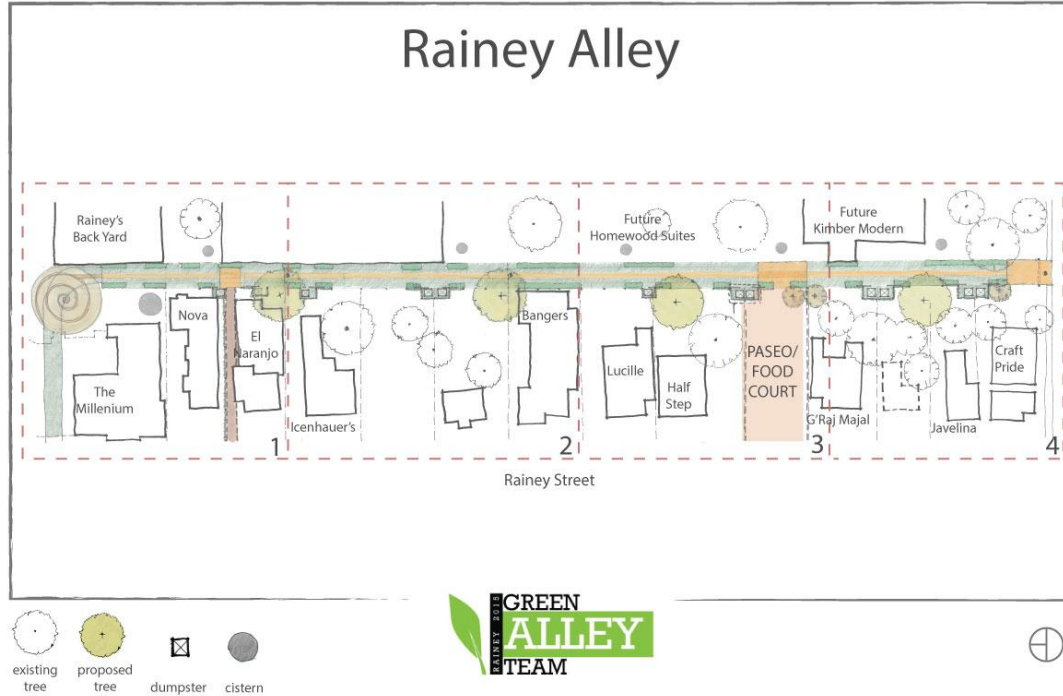 Rainey Alley
Rainey's
Back Yard
Future
Homewood Suites
Future
Kimber Modern
Nova
El
Naranjo
Bangers
The
Millenium
Icenhauer's
Lucille
Half
Step
PASEO/
FOOD
COURT
G'Raj Majal
Javelina
Craft
Pride
1
2
3
4
Rainey Street
existing
tree
proposed
tree
dumpster
cistern
RAINEY 2015
GREEN
ALLEY
TEAM